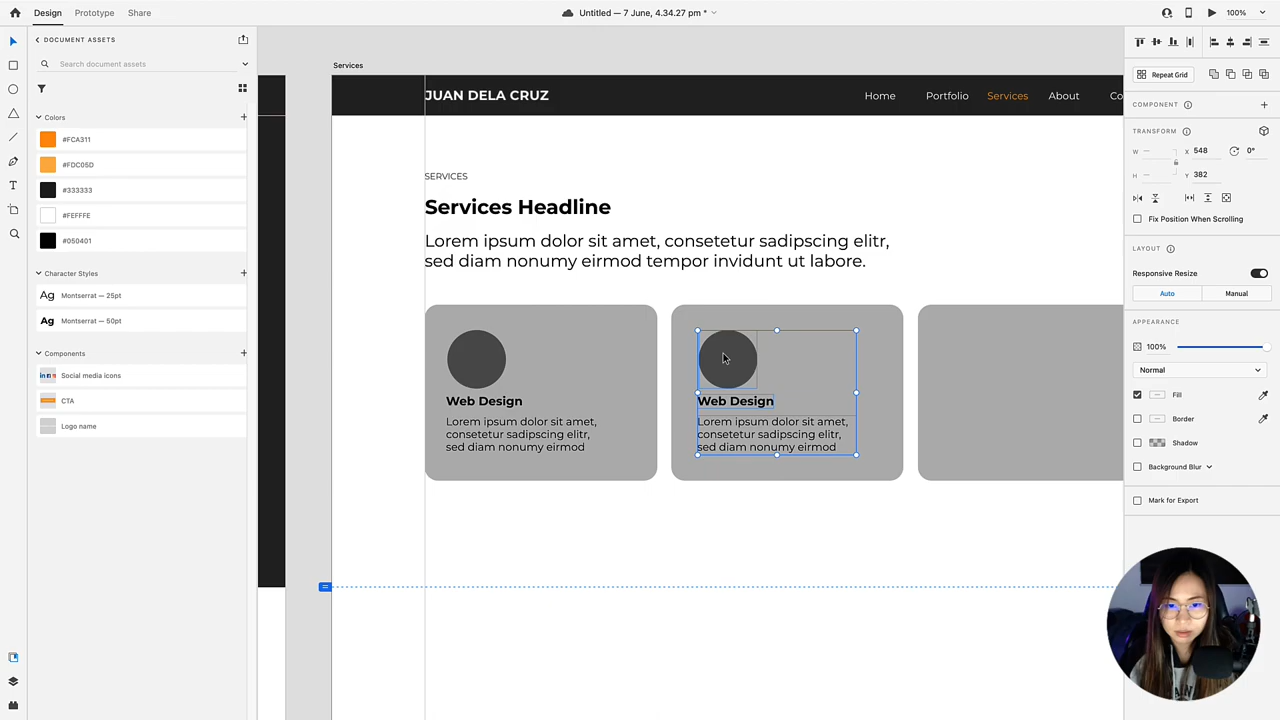 Design
Prototype
Share
Untitled — 7 June, 4.34.27 pm *
100%
DOCUMENT ASSETS
Search document assets
Colors
#FCA311
#FDC05D
#333333
#FEFFFE
#050401
Character Styles
Ag Montserrat — 25pt
Ag Montserrat — 50pt
Components
Social media icons
CTA
Logo name
Services
JUAN DELA CRUZ
Home
Portfolio
Services
About
Co
SERVICES
Services Headline
Lorem ipsum dolor sit amet, consetetur sadipscing elitr,
sed diam nonumy eirmod tempor invidunt ut labore.
Web Design
Lorem ipsum dolor sit amet,
consetetur sadipscing elitr,
sed diam nonumy eirmod
Web Design
Lorem ipsum dolor sit amet,
consetetur sadipscing elitr,
sed diam nonumy eirmod
Repeat Grid
COMPONENT
TRANSFORM
W — X 548 0°
H — Y 382
Fix Position When Scrolling
LAYOUT
Responsive Resize
Auto
Manual
APPEARANCE
100%
Normal
Fill
Border
Shadow
Background Blur
Mark for Export